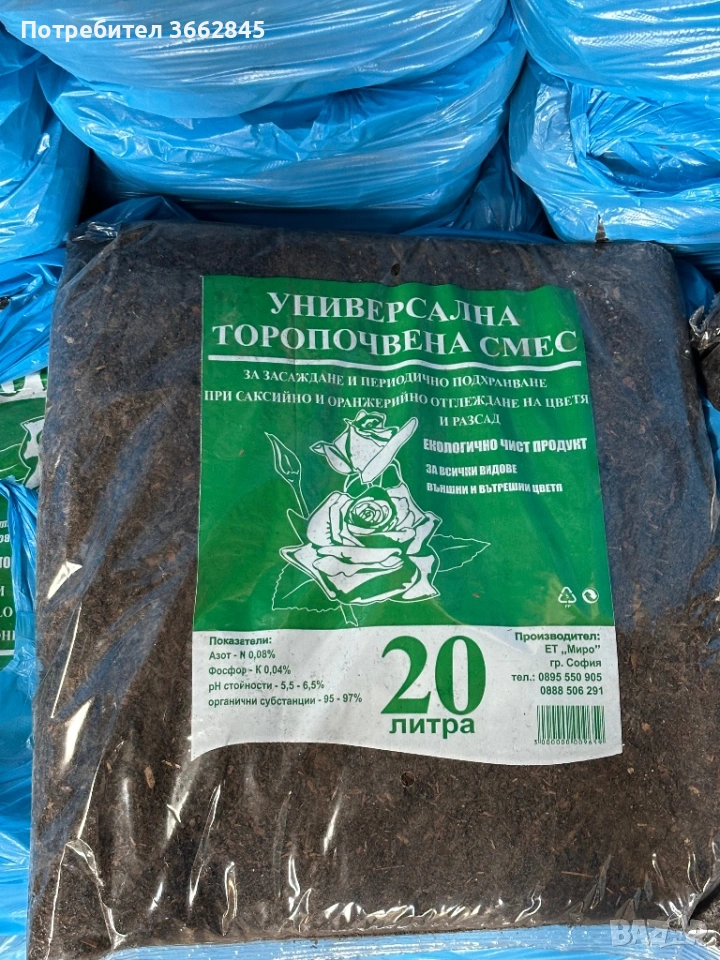 Потребител 3662845
УНИВЕРСАЛНА
ТОРОПОЧВЕНА СМЕС
ЗА ЗАСАЖДАНЕ И ПЕРИОДИЧНО ПОДХРАНВАНЕ
ПРИ САКСИЙНО И ОРАНЖЕРИЙНО ОТГЛЕЖДАНЕ НА ЦВЕТЯ
И РАЗСАД
ЕКОЛОГИЧНО ЧИСТ ПРОДУКТ
ЗА ВСИЧКИ ВИДОВЕ
ВЪНШНИ И ВЪТРЕШНИ ЦВЕТЯ
Показатели:
Азот - N 0,08%
Фосфор - К 0,04%
pH стойности - 5,5 - 6,5%
органични субстанции - 95 - 97%
20
литра
Производител:
ЕТ „Миро"
гр. София
тел.: 0895 550 905
0888 506 291